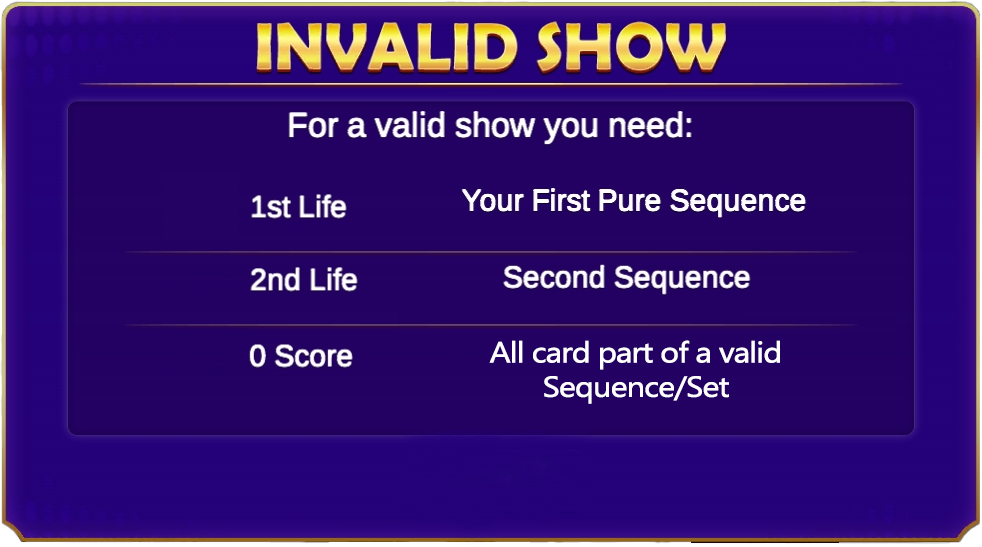 INVALID SHOW
For a valid show you need:
1st Life
Your First Pure Sequence
2nd Life
Second Sequence
0 Score
All card part of a valid
Sequence/Set